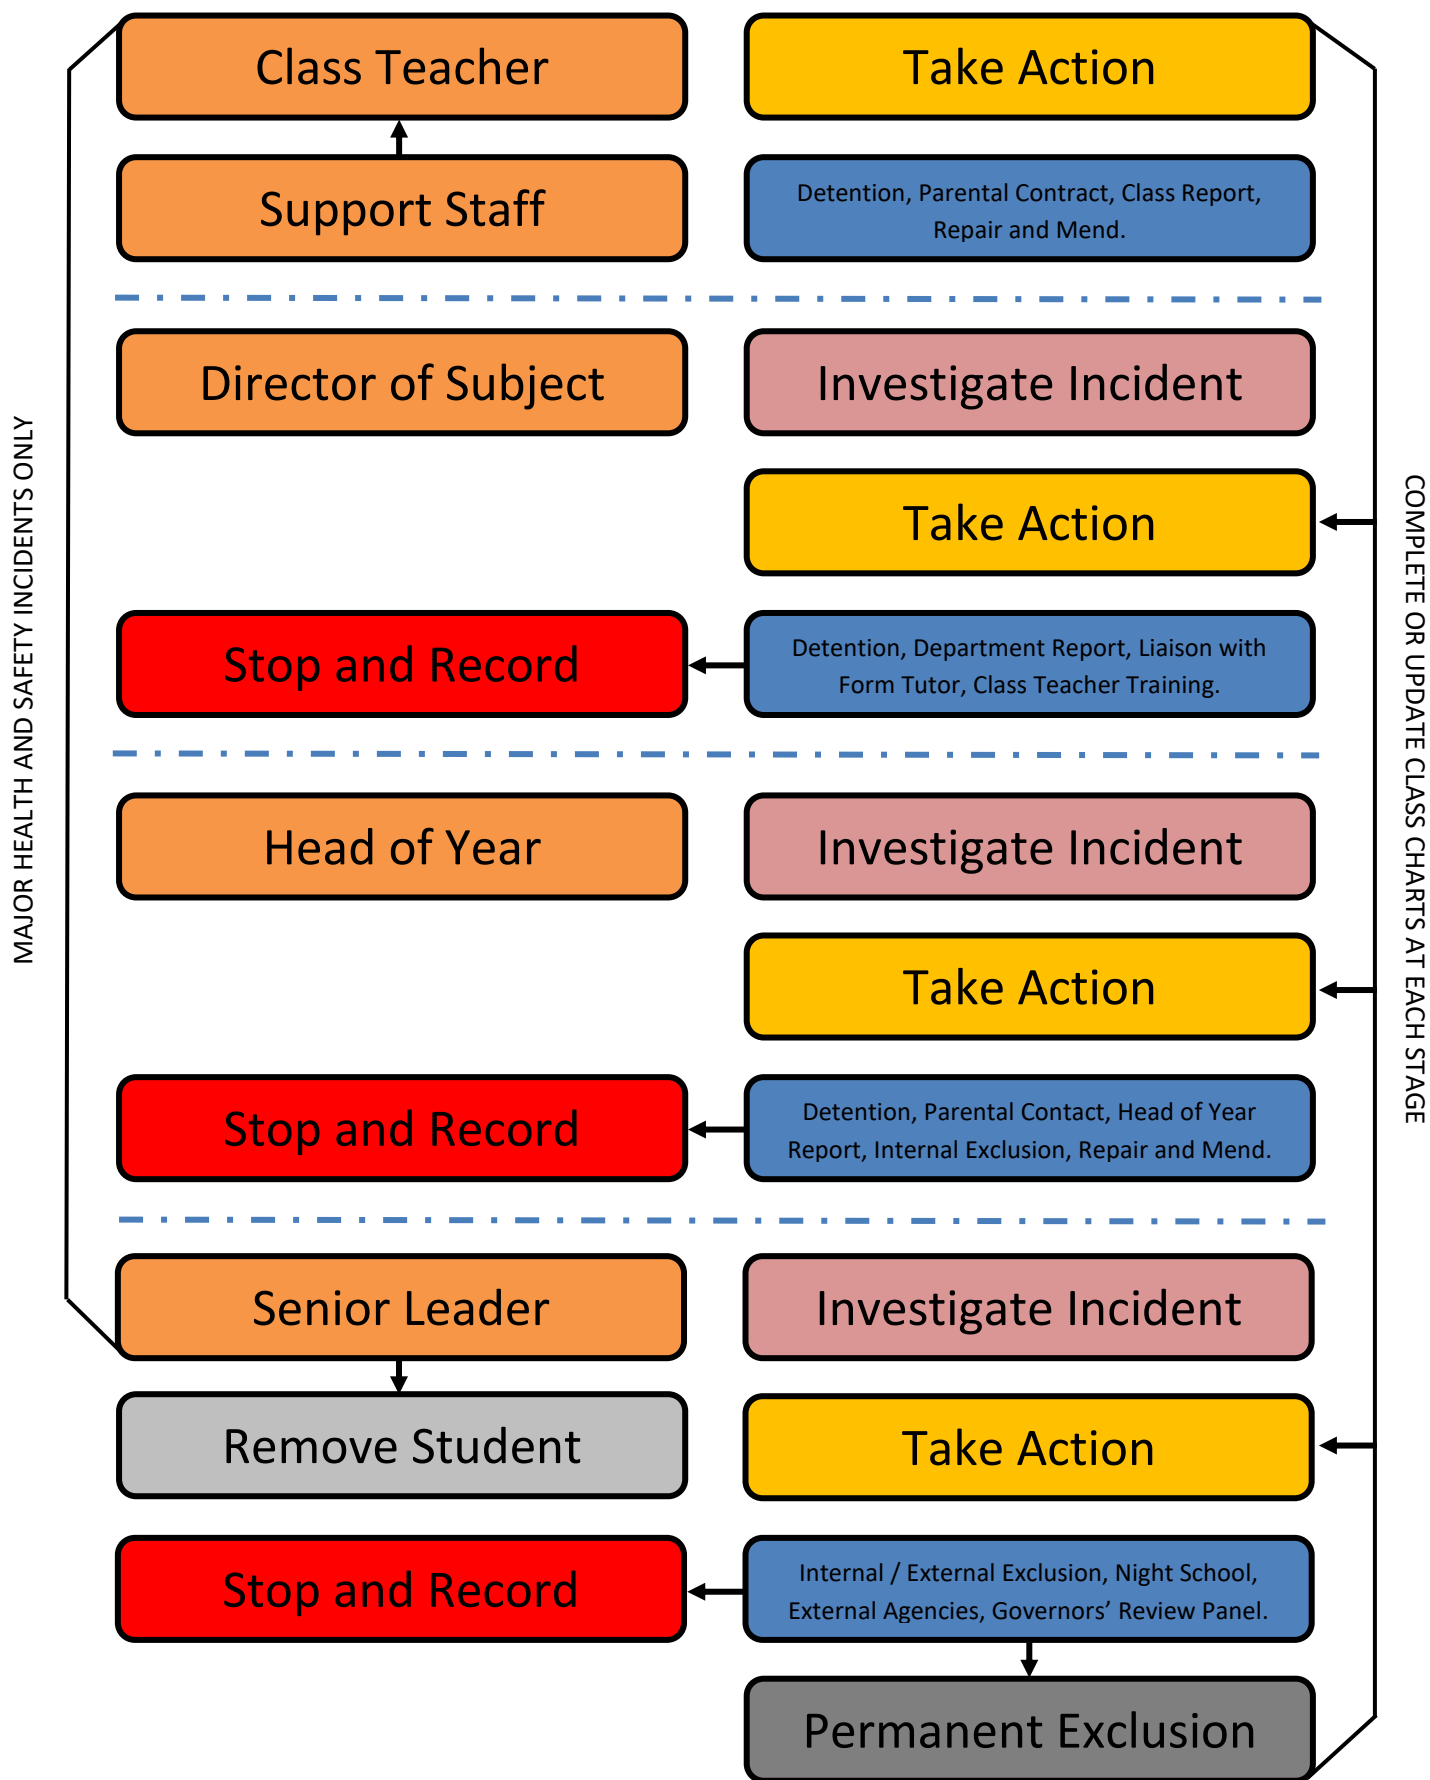 Class Teacher
Take Action
Support Staff
Detention, Parental Contract, Class Report,
Repair and Mend.
Director of Subject
Investigate Incident
Take Action
Stop and Record
Detention, Department Report, Liaison with
Form Tutor, Class Teacher Training.
Head of Year
Investigate Incident
Take Action
Stop and Record
Detention, Parental Contact, Head of Year
Report, Internal Exclusion, Repair and Mend.
Senior Leader
Investigate Incident
Remove Student
Take Action
Stop and Record
Internal / External Exclusion, Night School,
External Agencies, Governors’ Review Panel.
Permanent Exclusion
MAJOR HEALTH AND SAFETY INCIDENTS ONLY
COMPLETE OR UPDATE CLASS CHARTS AT EACH STAGE